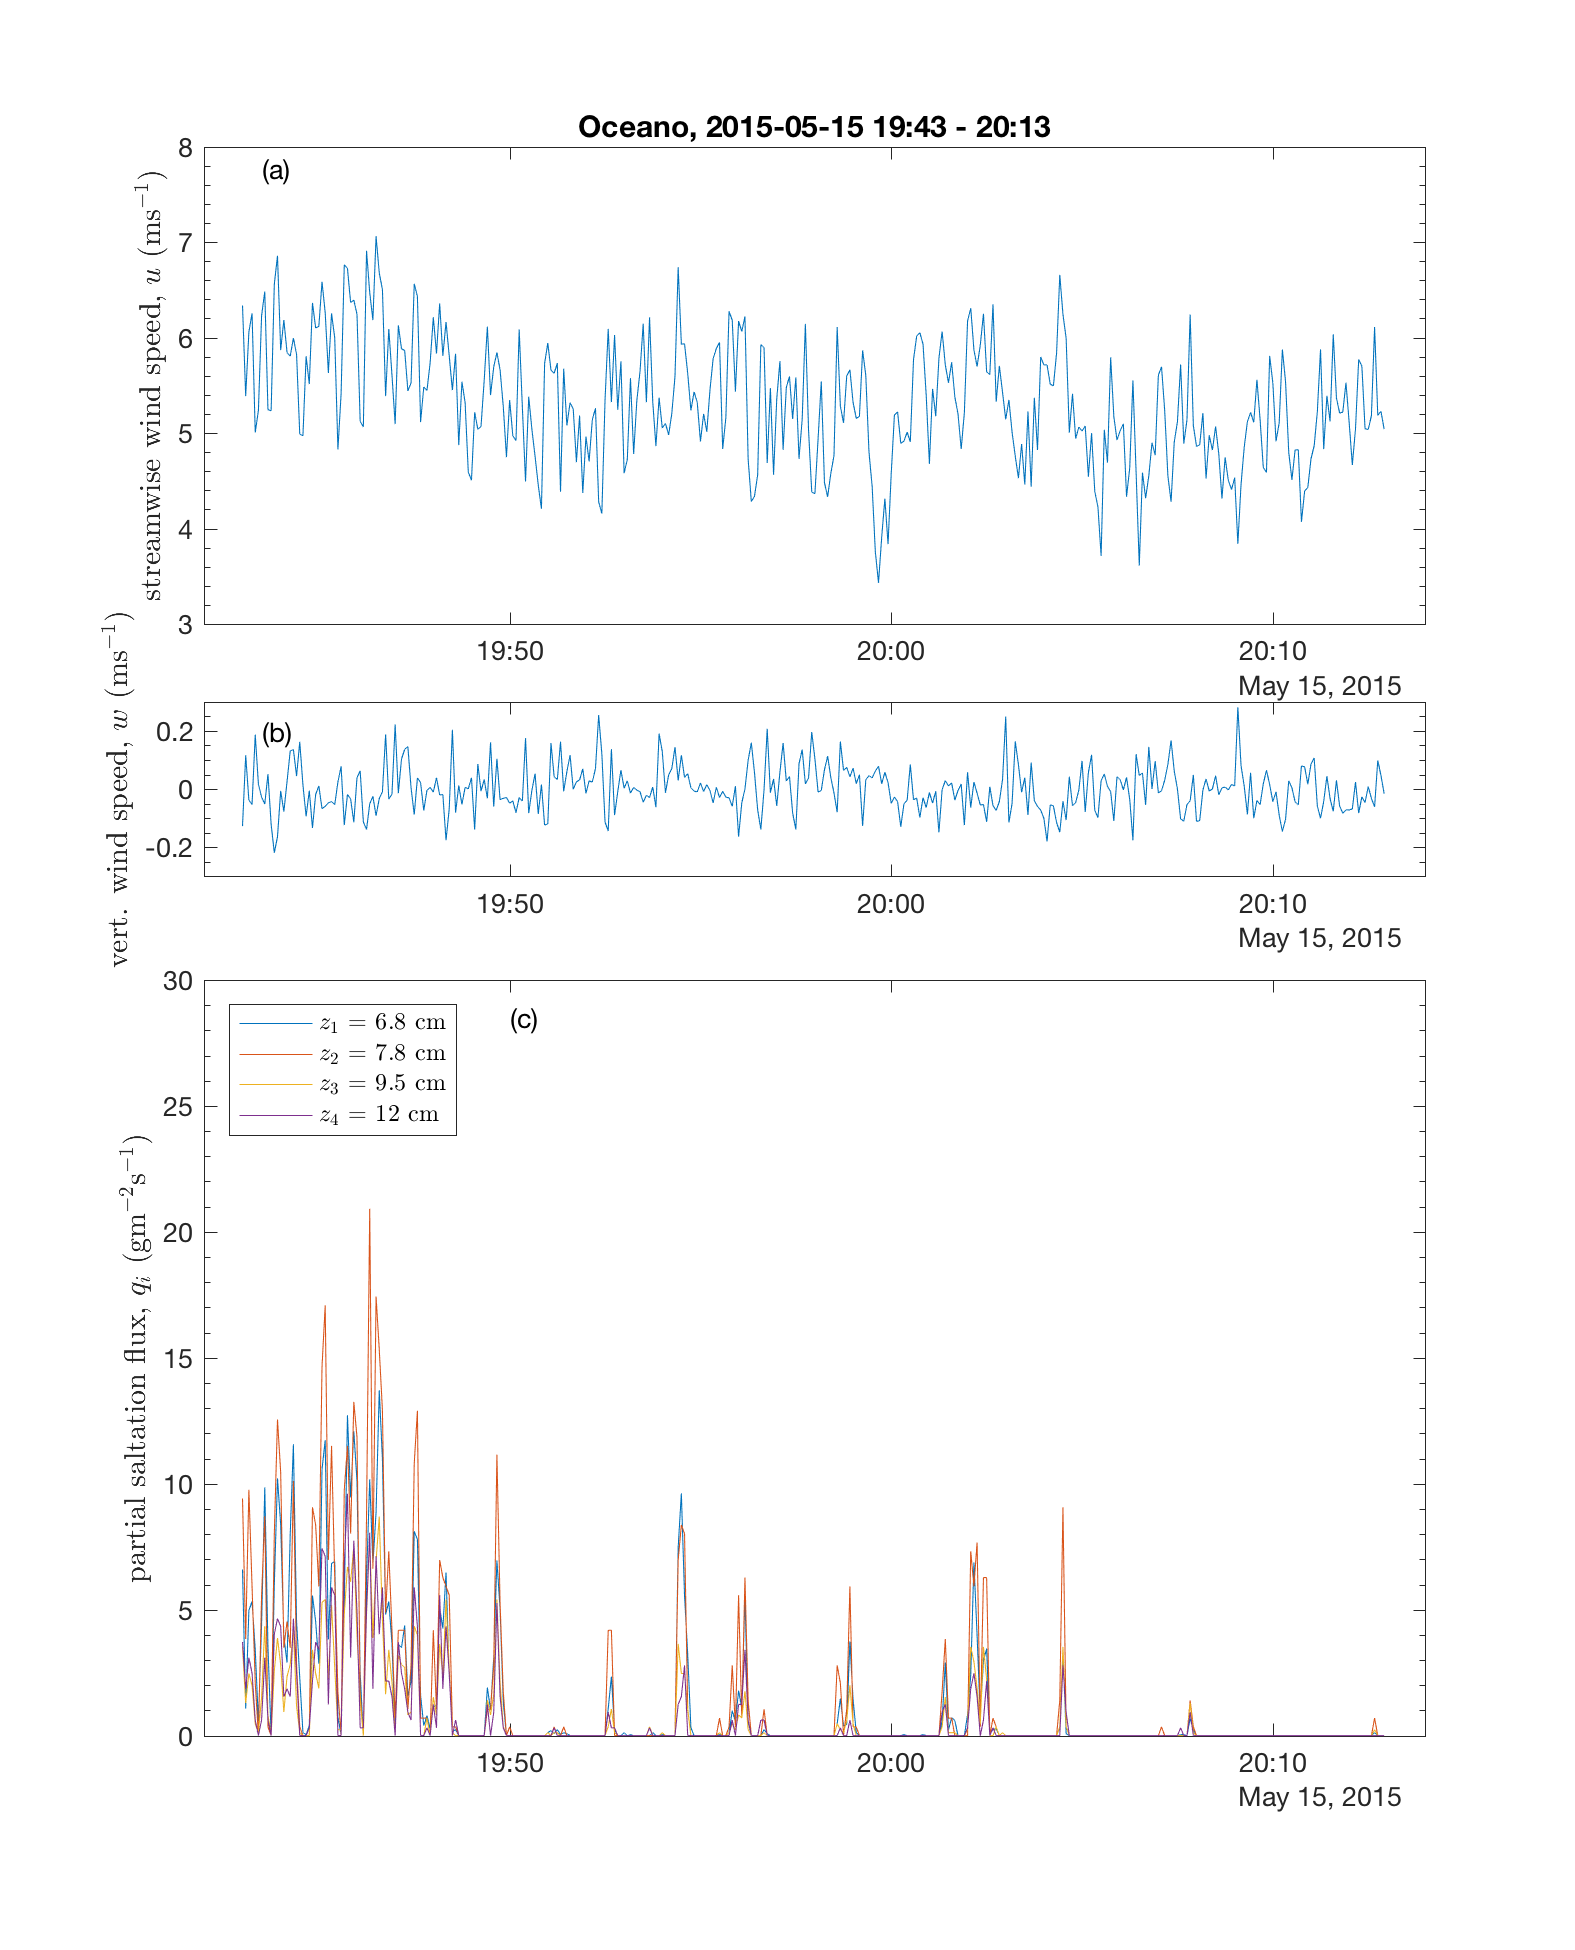 Oceano, 2015-05-15 19:43 - 20:13
(a)
streamwise wind speed, u (ms⁻¹)
8
7
6
5
4
3
19:50 20:00 20:10
May 15, 2015
(b)
vert. wind speed, w (ms⁻¹)
0.2
0
-0.2
19:50 20:00 20:10
May 15, 2015
(c)
partial saltation flux, qᵢ (gm⁻²s⁻¹)
30
25
20
15
10
5
0
z₁ = 6.8 cm
z₂ = 7.8 cm
z₃ = 9.5 cm
z₄ = 12 cm
19:50 20:00 20:10
May 15, 2015